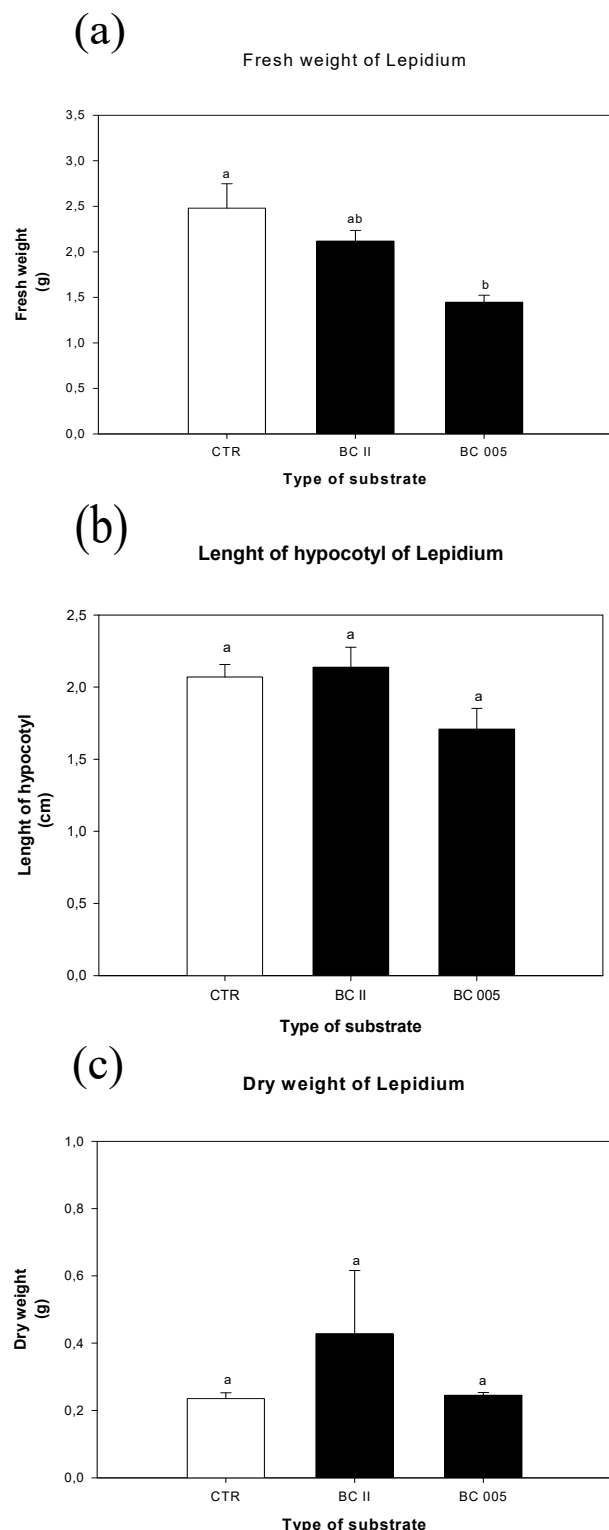 (a)
Fresh weight of Lepidium
3,5
3,0
2,5
2,0
1,5
1,0
0,5
0,0
Fresh weight
(g)
a
ab
b
CTR
BC II
BC 005
Type of substrate
(b)
Lenght of hypocotyl of Lepidium
2,5
2,0
1,5
1,0
0,5
0,0
Lenght of hypocotyl
(cm)
a
a
a
CTR
BC II
BC 005
Type of substrate
(c)
Dry weight of Lepidium
1,0
0,8
0,6
0,4
0,2
0,0
Dry weight
(g)
a
a
a
CTR
BC II
BC 005
Type of substrate